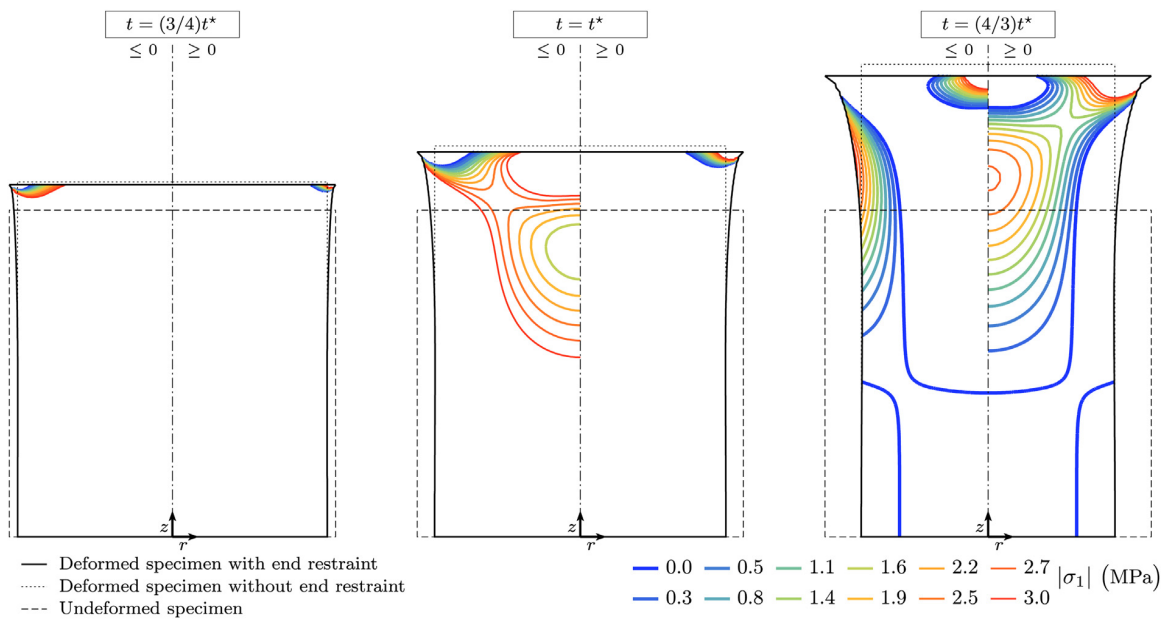 t = (3/4)t⋆
t = t⋆
t = (4/3)t⋆
≤ 0 ≥ 0
≤ 0 ≥ 0
≤ 0 ≥ 0
z
r
z
r
z
r
Deformed specimen with end restraint
Deformed specimen without end restraint
Undeformed specimen
0.0 0.5 1.1 1.6 2.2 2.7
|σ₁| (MPa)
0.3 0.8 1.4 1.9 2.5 3.0